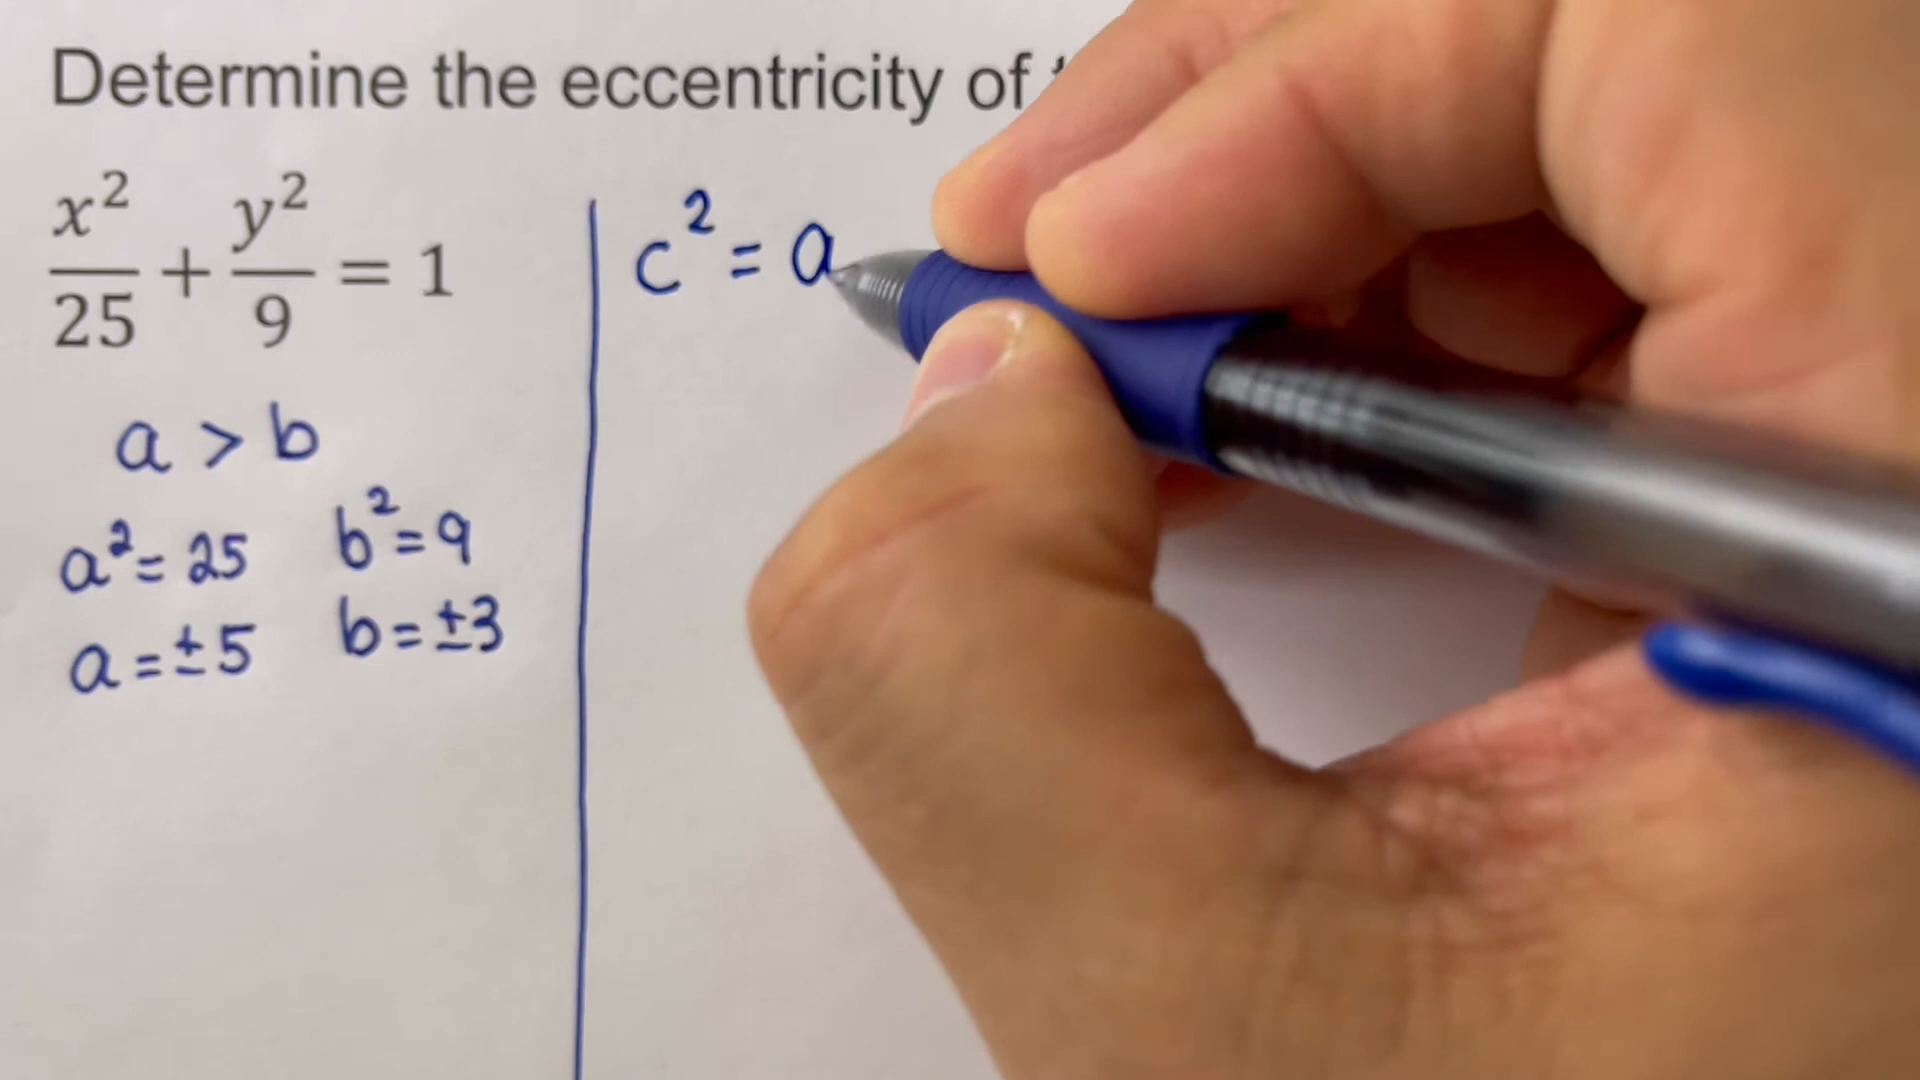 Determine the eccentricity of
x²/25 + y²/9 = 1
a > b
a² = 25 b² = 9
a = ±5 b = ±3
c² = a